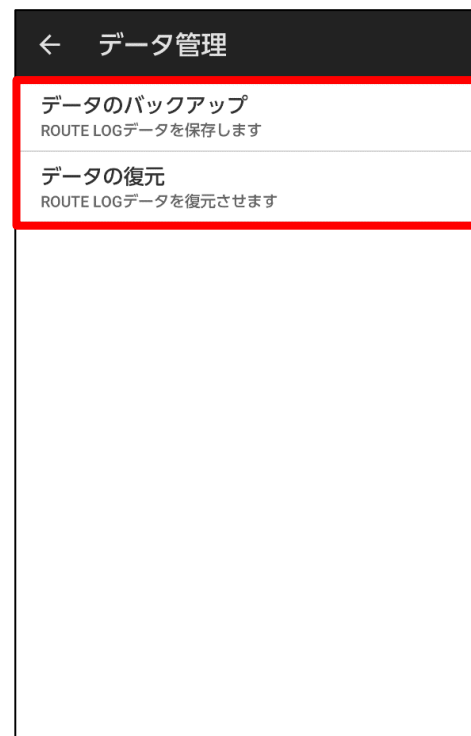 データ管理
データのバックアップ
ROUTE LOGデータを保存します
データの復元
ROUTE LOGデータを復元させます